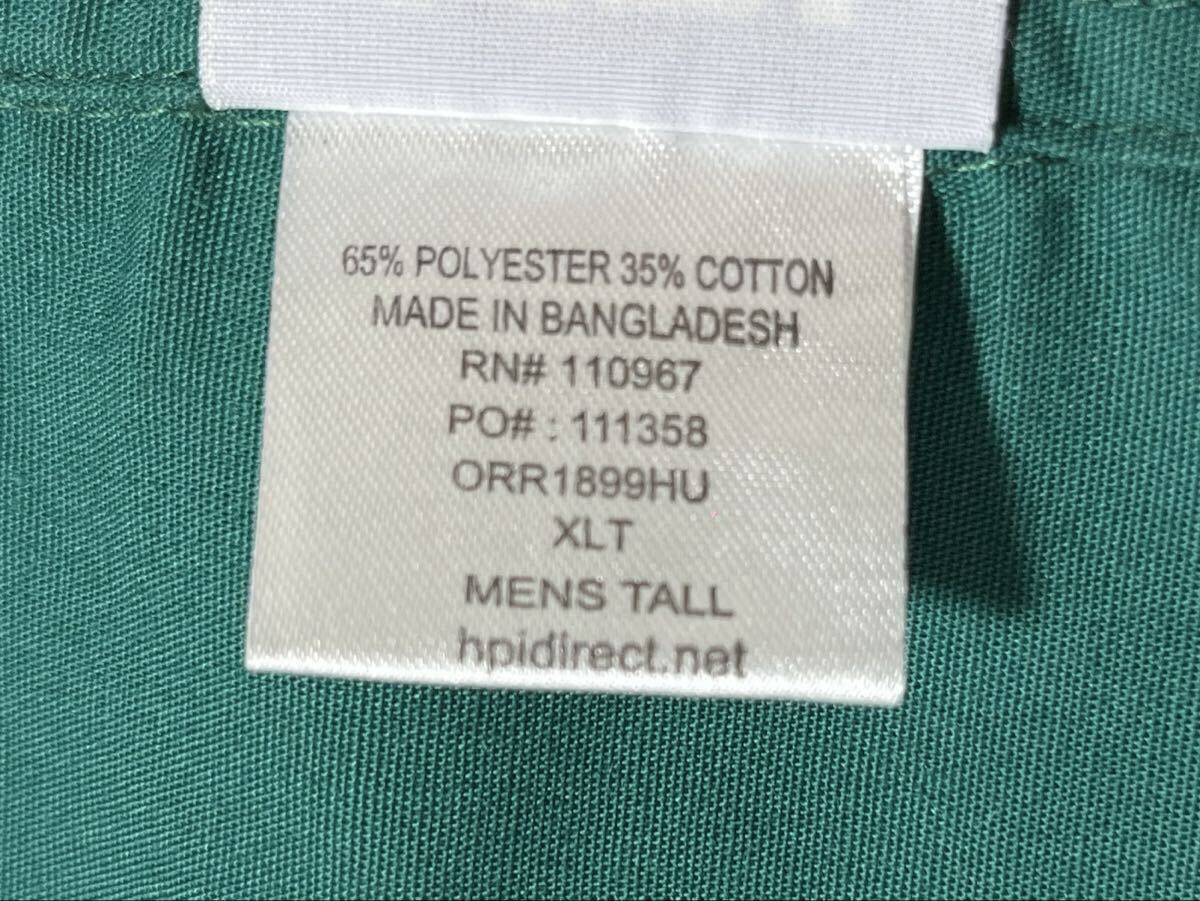 65% POLYESTER 35% COTTON
MADE IN BANGLADESH
RN# 110967
PO# : 111358
ORR1899HU
XLT
MENS TALL
hpidirect.net